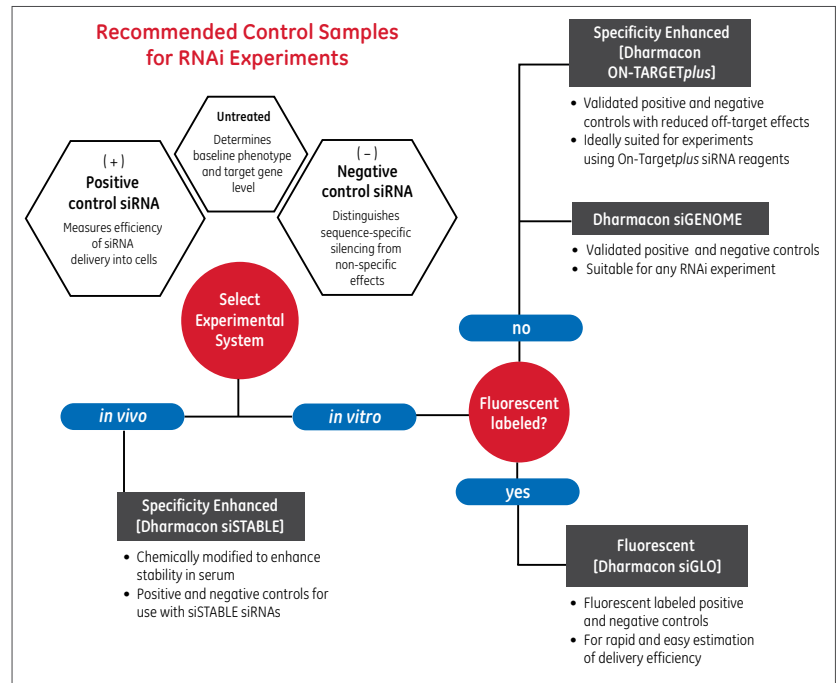 Recommended Control Samples
for RNAi Experiments
Untreated
Determines
baseline phenotype
and target gene
level
(+)
Positive
control siRNA
Measures efficiency
of siRNA
delivery into cells
(–)
Negative
control siRNA
Distinguishes
sequence-specific
silencing from
non-specific
effects
Select
Experimental
System
in vivo
in vitro
Specificity Enhanced
[Dharmacon siSTABLE]
• Chemically modified to enhance
stability in serum
• Positive and negative controls for
use with siSTABLE siRNAs
Fluorescent
labeled?
no
Specificity Enhanced
[Dharmacon
ON-TARGETplus]
• Validated positive and negative
controls with reduced off-target effects
• Ideally suited for experiments
using On-Targetplus siRNA reagents
Dharmacon siGENOME
• Validated positive and negative controls
• Suitable for any RNAi experiment
yes
Fluorescent
[Dharmacon siGLO]
• Fluorescent labeled positive
and negative controls
• For rapid and easy estimation
of delivery efficiency